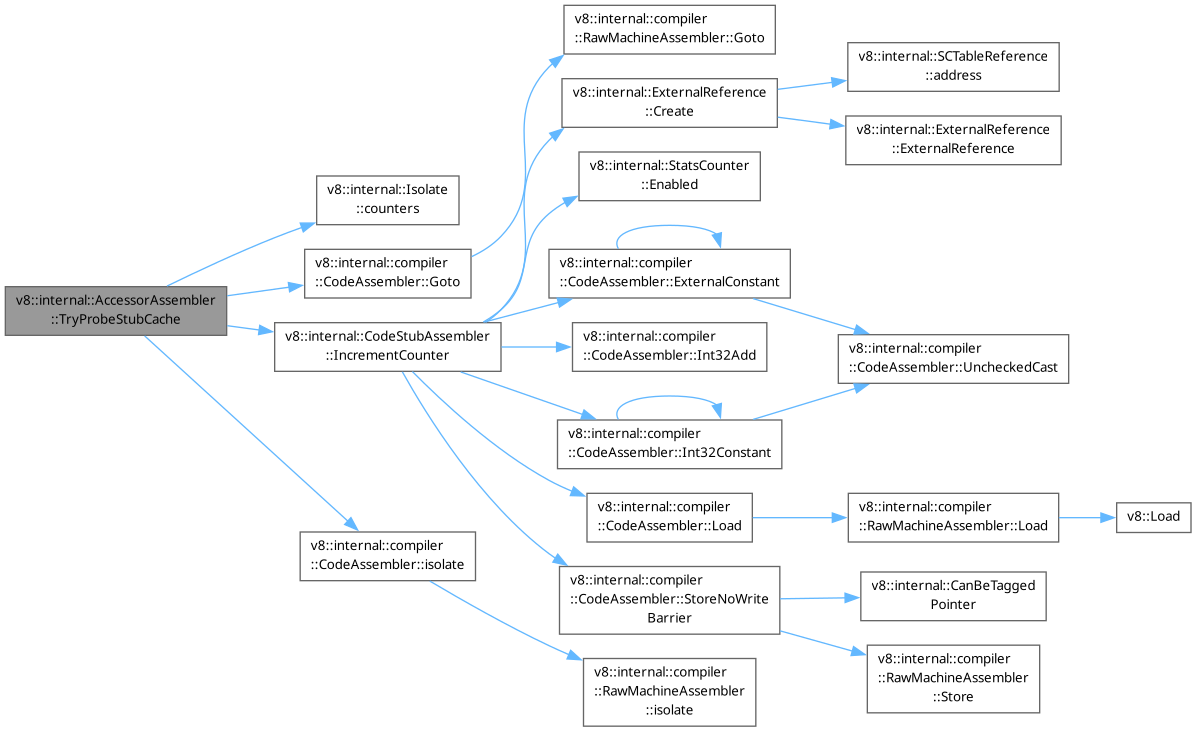 v8::internal::AccessorAssembler
::TryProbeStubCache
v8::internal::Isolate
::counters
v8::internal::compiler
::CodeAssembler::Goto
v8::internal::CodeStubAssembler
::IncrementCounter
v8::internal::compiler
::CodeAssembler::isolate
v8::internal::compiler
::RawMachineAssembler::Goto
v8::internal::ExternalReference
::Create
v8::internal::StatsCounter
::Enabled
v8::internal::compiler
::CodeAssembler::ExternalConstant
v8::internal::compiler
::CodeAssembler::Int32Add
v8::internal::compiler
::CodeAssembler::Int32Constant
v8::internal::compiler
::CodeAssembler::Load
v8::internal::compiler
::CodeAssembler::StoreNoWrite
Barrier
v8::internal::compiler
::RawMachineAssembler
::isolate
v8::internal::SCTableReference
::address
v8::internal::ExternalReference
::ExternalReference
v8::internal::compiler
::CodeAssembler::UncheckedCast
v8::internal::compiler
::RawMachineAssembler::Load
v8::internal::CanBeTagged
Pointer
v8::internal::compiler
::RawMachineAssembler
::Store
v8::Load